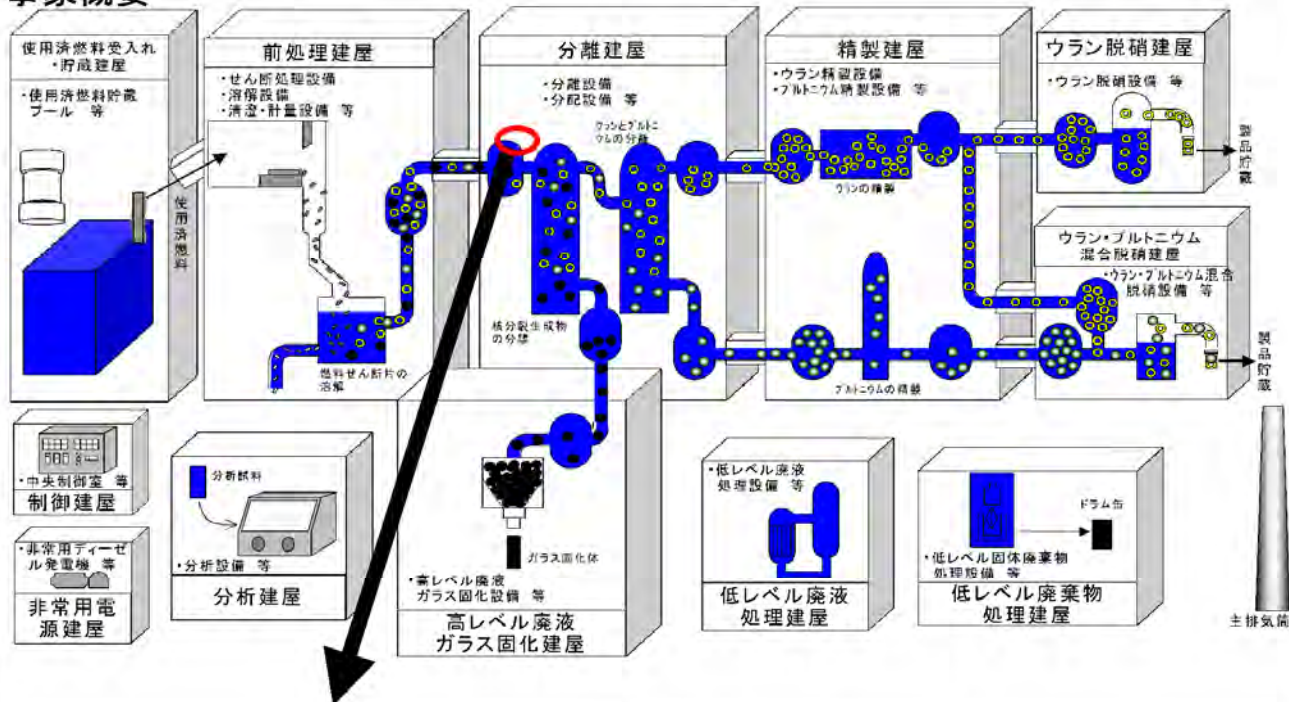 事象概要
使用済燃料受入れ
・貯蔵建屋
・使用済燃料貯蔵
プール 等
使用済燃料
前処理建屋
・せん断処理設備
・溶解設備
・清澄・計量設備 等
燃料せん断片の
溶解
分離建屋
・分離設備
・分配設備 等
ウランとプルトニ
ウムの分離
核分裂生成物
の分離
精製建屋
・ウラン精製設備
・プルトニウム精製設備 等
ウランの精製
プルトニウムの精製
ウラン脱硝建屋
・ウラン脱硝設備 等
製品貯蔵
ウラン・プルトニウム
混合脱硝建屋
・ウラン・プルトニウム混合
脱硝設備 等
製品貯蔵
・中央制御室 等
制御建屋
・非常用ディーゼ
ル発電機 等
非常用電
源建屋
分析試料
・分析設備 等
分析建屋
ガラス固化体
・高レベル廃液
ガラス固化設備 等
高レベル廃液
ガラス固化建屋
・低レベル廃液
処理設備 等
低レベル廃液
処理建屋
ドラム缶
・低レベル固体廃棄物
処理設備 等
低レベル廃棄物
処理建屋
主排気筒